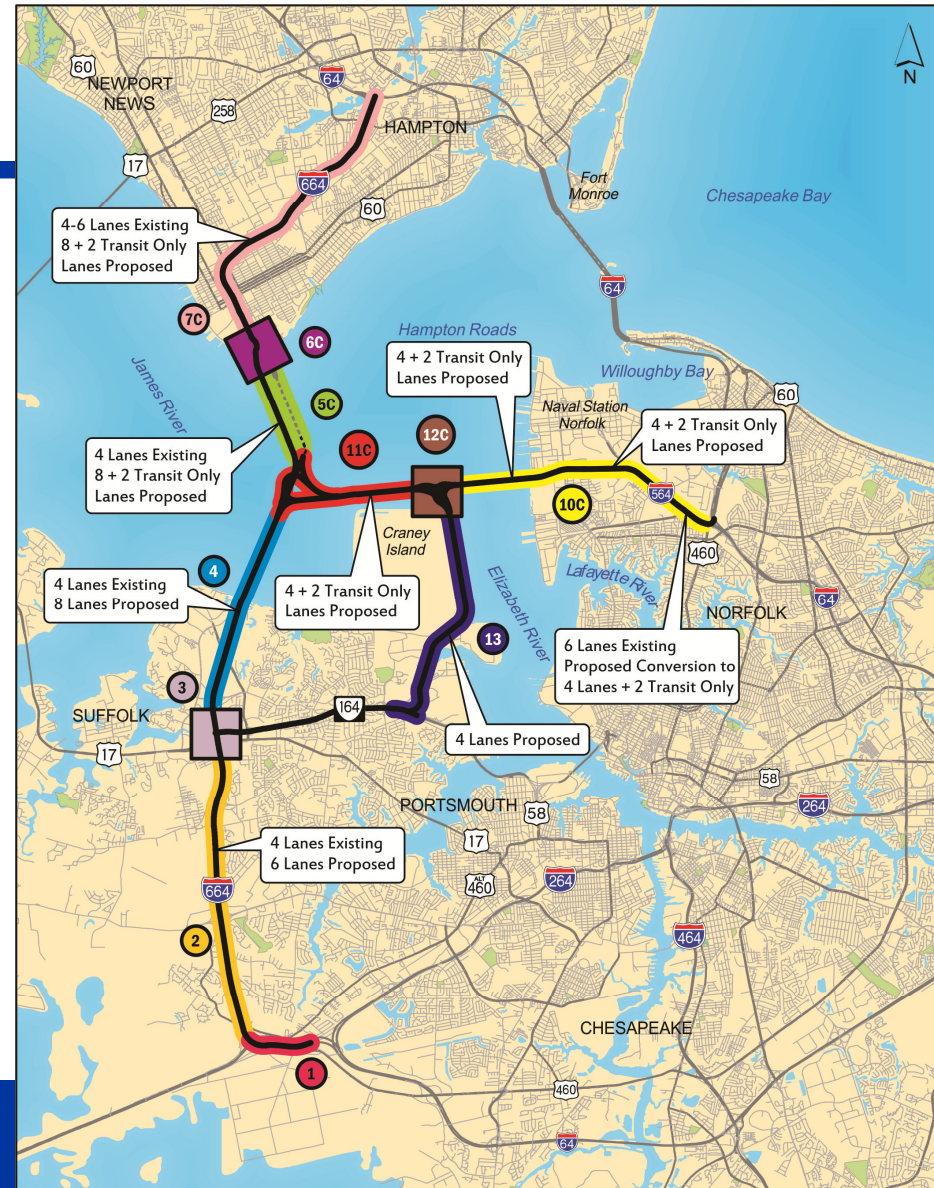 N
60
NEWPORT
NEWS
64
258
HAMPTON
17
664
60
Fort
Monroe
Chesapeake Bay
4-6 Lanes Existing
8 + 2 Transit Only
Lanes Proposed
64
7C
6C
Hampton Roads
James River
4 + 2 Transit Only
Lanes Proposed
Willoughby Bay
60
5C
Naval Station
Norfolk
4 + 2 Transit Only
Lanes Proposed
11C
12C
4 Lanes Existing
8 + 2 Transit Only
Lanes Proposed
564
10C
Craney
Island
460
4
Elizabeth River
Lafayette River
4 Lanes Existing
8 Lanes Proposed
4 + 2 Transit Only
Lanes Proposed
64
NORFOLK
13
6 Lanes Existing
Proposed Conversion to
4 Lanes + 2 Transit Only
3
SUFFOLK
164
17
4 Lanes Proposed
58
PORTSMOUTH
58
264
17
4 Lanes Existing
6 Lanes Proposed
ALT
460
264
664
464
2
CHESAPEAKE
1
460
64